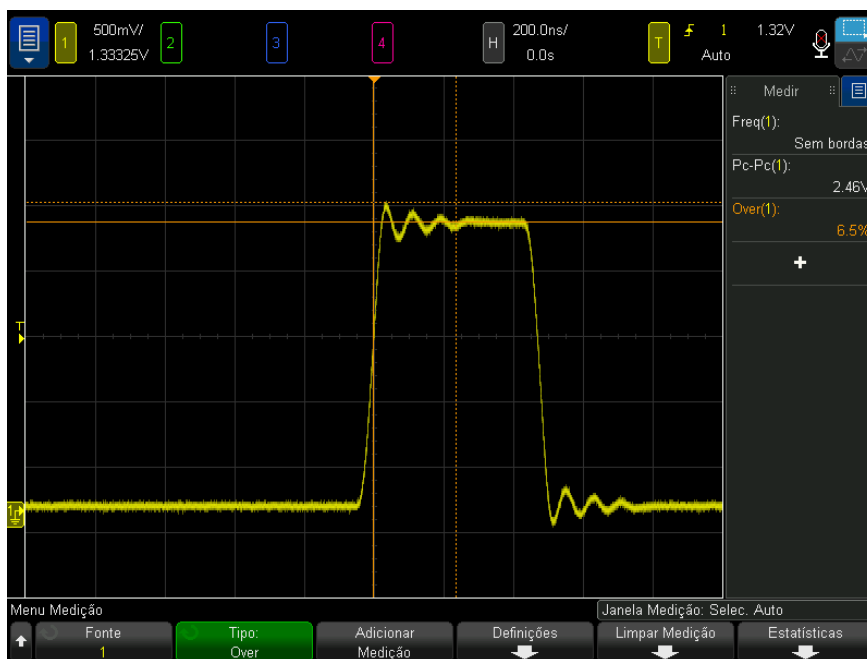 1 500mV/ 2 3 4 H 200.0ns/ T 1 1.32V
1.33325V 0.0s Auto
Medir
Freq(1):
Sem bordas
Pc-Pc(1):
2.46V
Over(1):
6.5%
+
T
1
Menu Medição
Janela Medição: Selec. Auto
Fonte
1
Tipo:
Over
Adicionar
Medição
Definições
Limpar Medição
Estatísticas